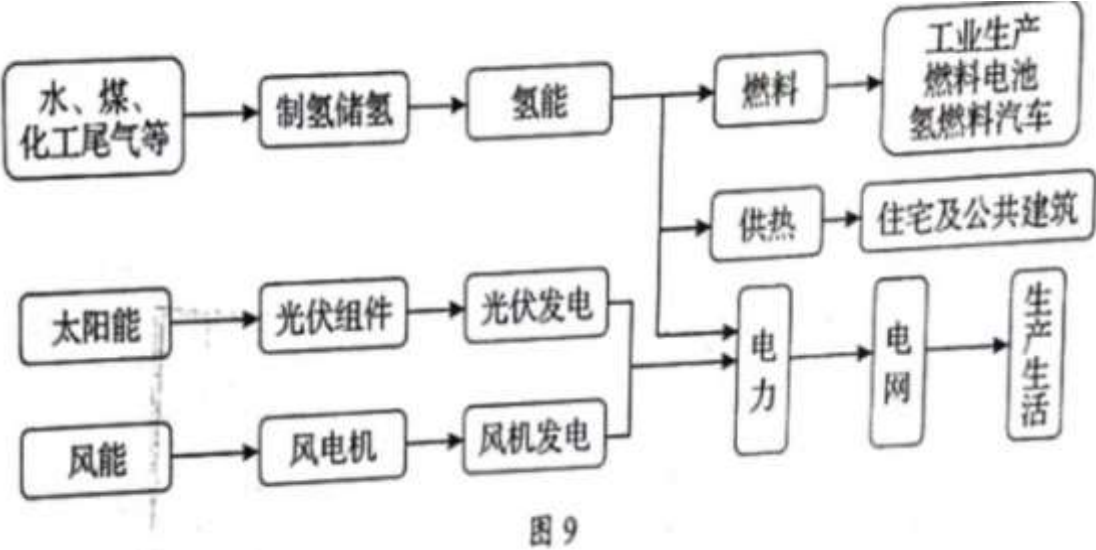 水、煤、
化工尾气等
制氢储氢
氢能
燃料
工业生产
燃料电池
氢燃料汽车
供热
住宅及公共建筑
太阳能
光伏组件
光伏发电
风能
风电机
风机发电
电力
电网
生产生活
图9